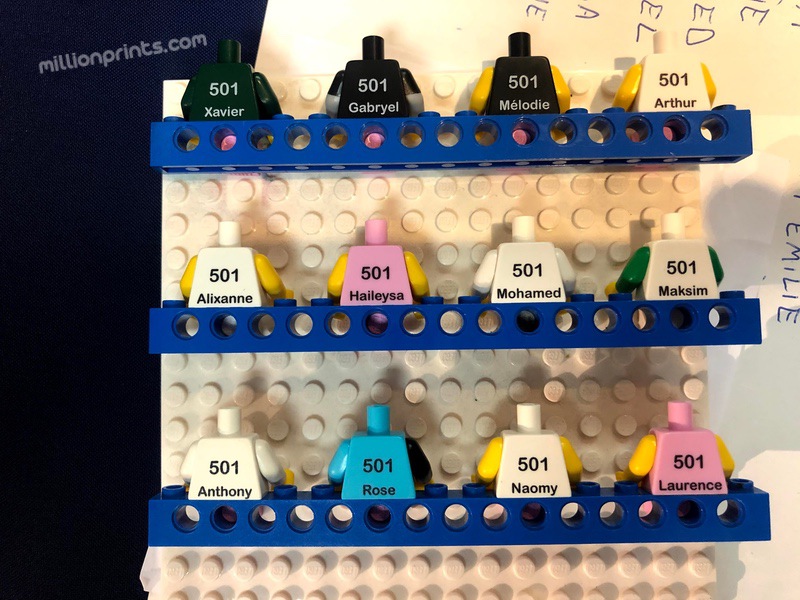 millionprints.com
501
Xavier
501
Gabryel
501
Mélodie
501
Arthur
501
Alixanne
501
Haileysa
501
Mohamed
501
Maksim
501
Anthony
501
Rose
501
Naomy
501
Laurence
EMILIE